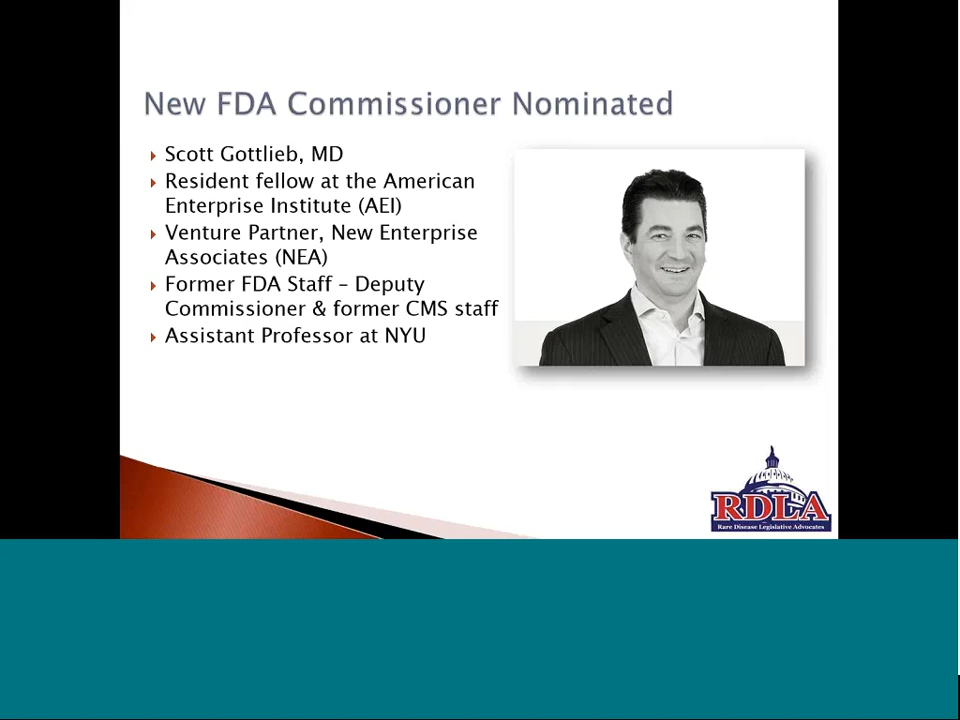 New FDA Commissioner Nominated
Scott Gottlieb, MD
Resident fellow at the American
Enterprise Institute (AEI)
Venture Partner, New Enterprise
Associates (NEA)
Former FDA Staff – Deputy
Commissioner & former CMS staff
Assistant Professor at NYU
RDLA
Rare Disease Legislative Advocates